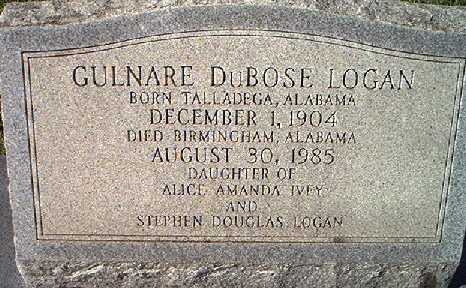 GULNARE DuBOSE LOGAN
BORN TALLADEGA, ALABAMA
DECEMBER 1, 1904
DIED BIRMINGHAM, ALABAMA
AUGUST 30, 1985
DAUGHTER OF
ALICE AMANDA IVEY
AND
STEPHEN DOUGLAS LOGAN